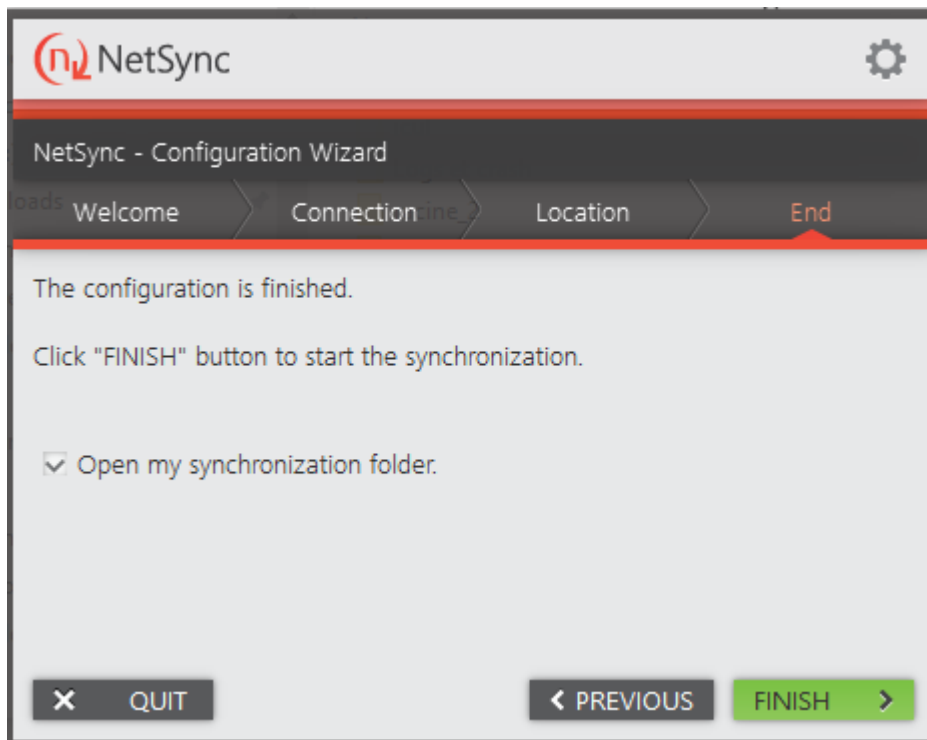 NetSync
NetSync - Configuration Wizard
Welcome Connection Location End
The configuration is finished.
Click "FINISH" button to start the synchronization.
Open my synchronization folder.
QUIT PREVIOUS FINISH